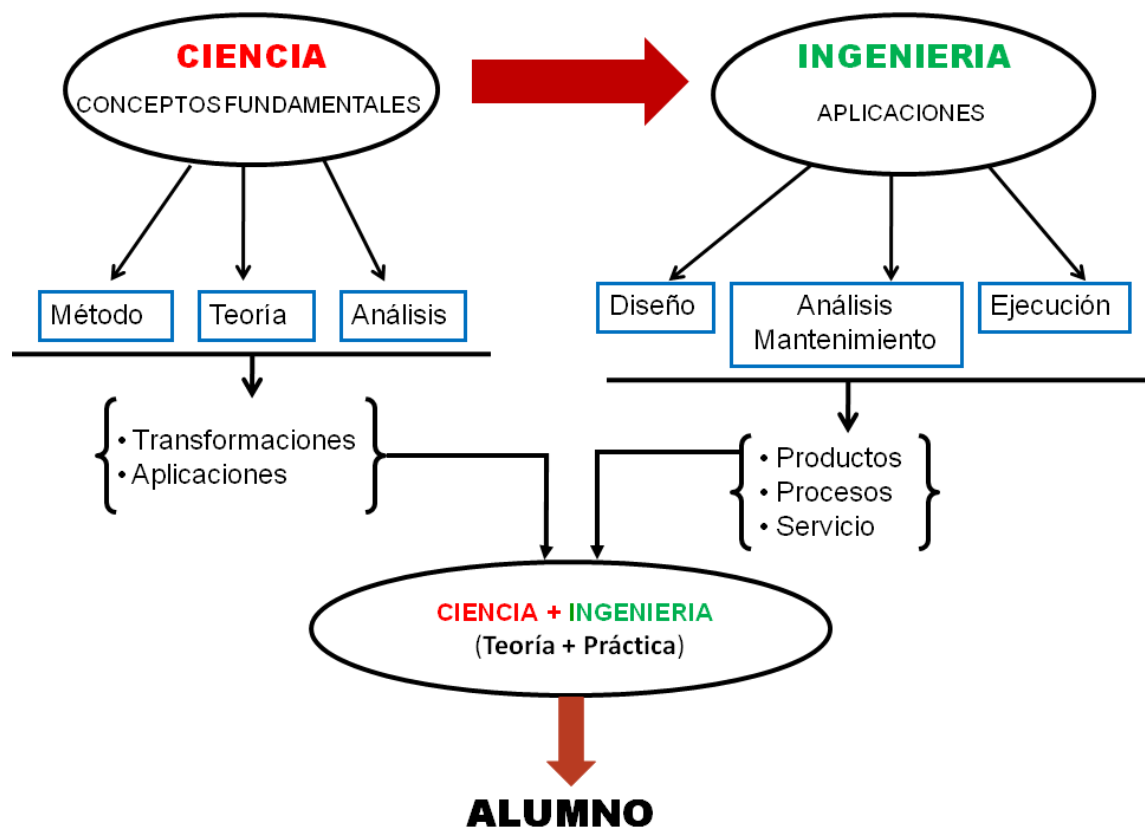 CIENCIA
CONCEPTOS FUNDAMENTALES
INGENIERIA
APLICACIONES
Método
Teoría
Análisis
Diseño
Análisis
Mantenimiento
Ejecución
• Transformaciones
• Aplicaciones
• Productos
• Procesos
• Servicio
CIENCIA + INGENIERIA
(Teoría + Práctica)
ALUMNO